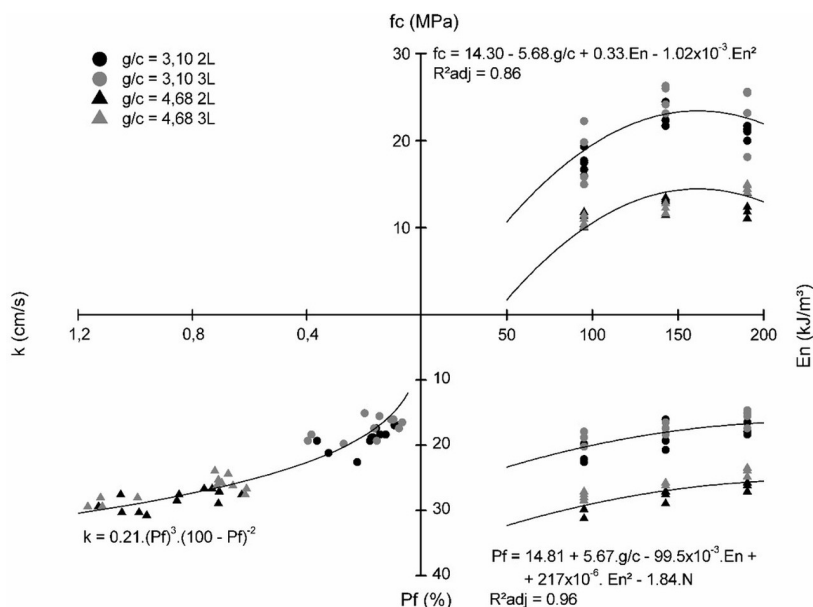 fc (MPa)
g/c = 3,10 2L
g/c = 3,10 3L
g/c = 4,68 2L
g/c = 4,68 3L
fc = 14.30 - 5.68.g/c + 0.33.En - 1.02x10⁻³.En²
R²adj = 0.86
30
20
10
k (cm/s)
1,2
0,8
0,4
50
100
150
200
En (kJ/m³)
10
20
30
40
k = 0.21.(Pf)³.(100 - Pf)⁻²
Pf = 14.81 + 5.67.g/c - 99.5x10⁻³.En +
+ 217x10⁻⁶. En² - 1.84.N
R²adj = 0.96
Pf (%)